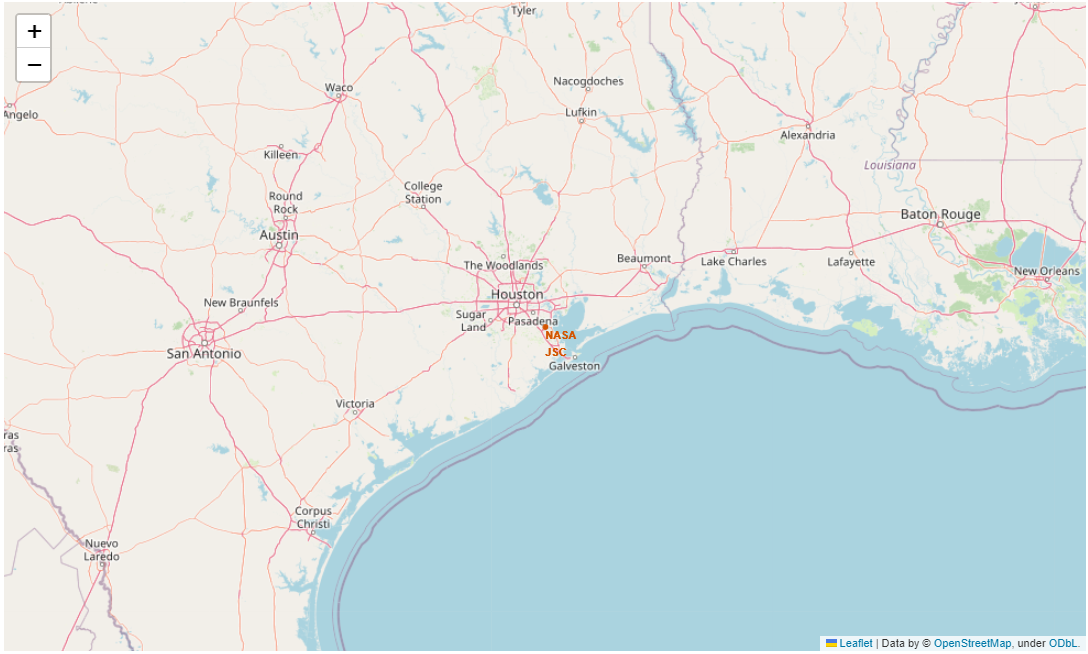 Tyler
+
−
Nacogdoches
Waco
Lufkin
Angelo
Alexandria
Killeen
Louisiana
College
Station
Round
Rock
Baton Rouge
Austin
The Woodlands
Beaumont
Lake Charles
Lafayette
New Orleans
Houston
New Braunfels
Sugar
Land
Pasadena
NASA
JSC
San Antonio
Galveston
Victoria
ras
ras
Corpus
Christi
Nuevo
Laredo
Leaflet | Data by © OpenStreetMap, under ODbL.